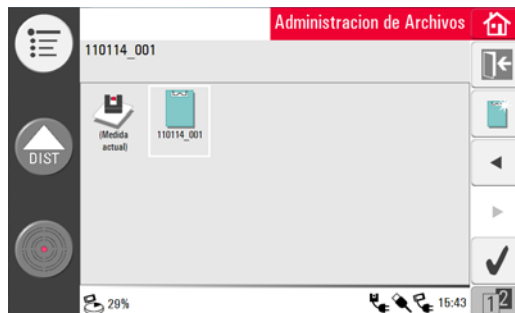 Administracion de Archivos
110114_001
(Medida
actual)
110114_001
DIST
29%
15:43
12